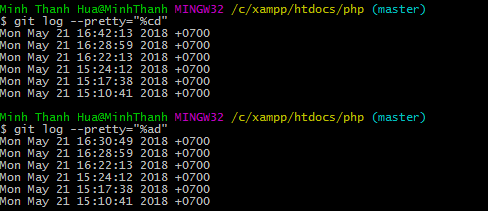 Minh Thanh Hua@MinhThanh MINGW32 /c/xampp/htdocs/php (master)
$ git log --pretty="%cd"
Mon May 21 16:42:13 2018 +0700
Mon May 21 16:28:59 2018 +0700
Mon May 21 16:22:13 2018 +0700
Mon May 21 15:24:12 2018 +0700
Mon May 21 15:17:38 2018 +0700
Mon May 21 15:10:41 2018 +0700
Minh Thanh Hua@MinhThanh MINGW32 /c/xampp/htdocs/php (master)
$ git log --pretty="%ad"
Mon May 21 16:30:49 2018 +0700
Mon May 21 16:28:59 2018 +0700
Mon May 21 16:22:13 2018 +0700
Mon May 21 15:24:12 2018 +0700
Mon May 21 15:17:38 2018 +0700
Mon May 21 15:10:41 2018 +0700